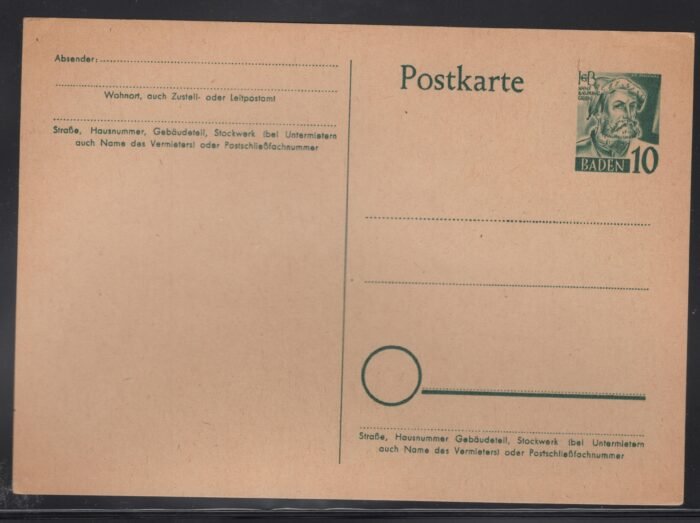 Absender:
Wohnort, auch Zustell- oder Leitpostamt
Straße, Hausnummer, Gebäudeteil, Stockwerk (bei Untermietern
auch Name des Vermieters) oder Postschließfachnummer
Postkarte
BADEN 10
Straße, Hausnummer Gebäudeteil, Stockwerk (bei Untermietern
auch Name des Vermieters) oder Postschließfachnummer